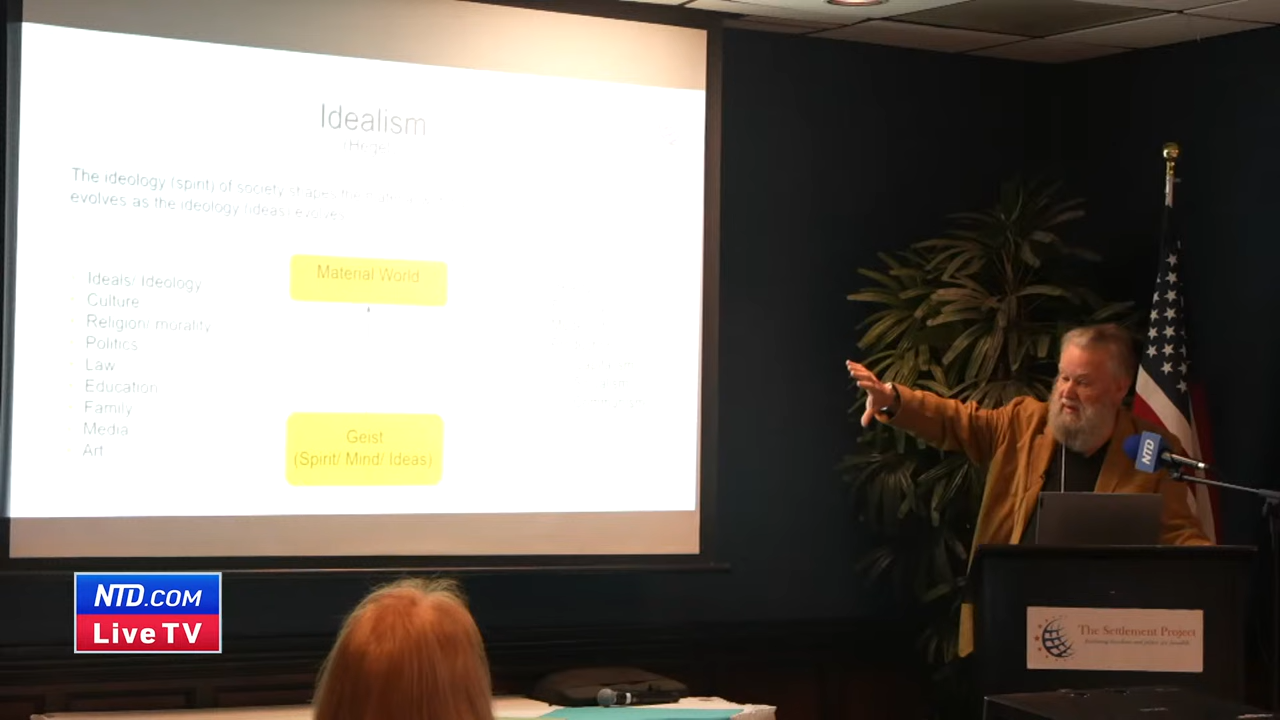 Idealism
(Hegel)
The ideology (spirit) of society shapes the
evolves as the ideology (ideas) evolves
Ideals/ Ideology
Culture
Religion/ morality
Politics
Law
Education
Family
Media
Art
Material World
Geist
(Spirit/ Mind/ Ideas)
NTD
The Settlement Project
NTD.COM
Live TV